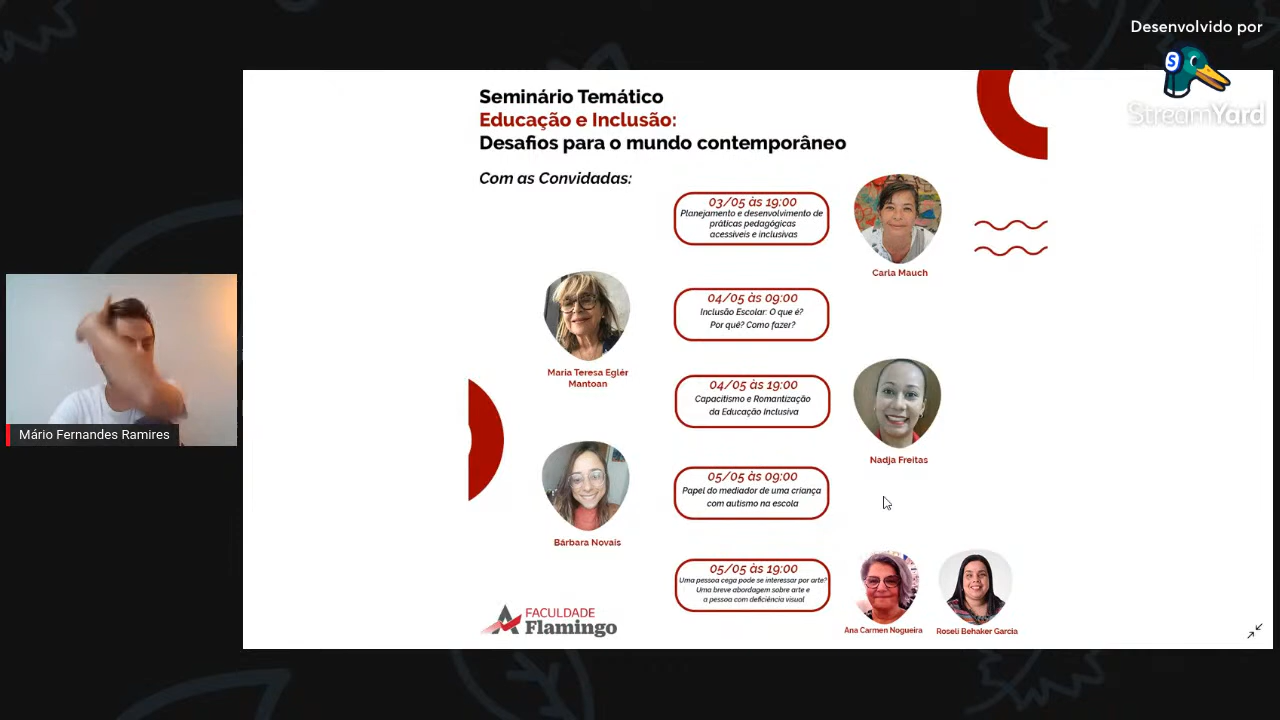 Desenvolvido por
S
StreamYard
Seminário Temático
Educação e Inclusão:
Desafios para o mundo contemporâneo
Com as Convidadas:
03/05 às 19:00
Planejamento e desenvolvimento de
práticas pedagógicas
acessíveis e inclusivas
Carla Mauch
04/05 às 09:00
Inclusão Escolar: O que é?
Por quê? Como fazer?
Maria Teresa Eglér
Mantoan
04/05 às 19:00
Capacitismo e Romantização
da Educação Inclusiva
Nadja Freitas
05/05 às 09:00
Papel do mediador de uma criança
com autismo na escola
Bárbara Novais
05/05 às 19:00
Uma pessoa cega pode se interessar por arte?
Uma breve abordagem sobre arte e
a pessoa com deficiência visual
Ana Carmen Nogueira
Roseli Behaker Garcia
FACULDADE
Flamingo
Mário Fernandes Ramires